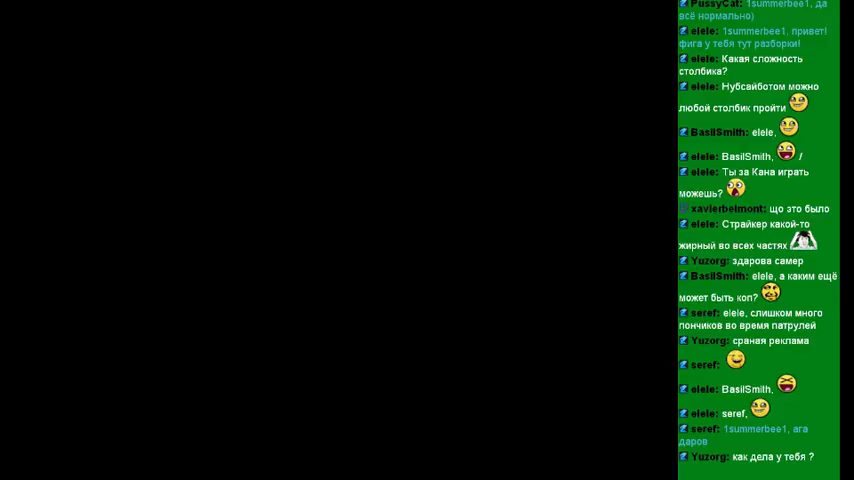 PussyCat: 1summerbee1, да
всё нормально)
elele: 1summerbee1, привет!
фига у тебя тут разборки!
elele: Какая сложность
столбика?
elele: Нубсайботом можно
любой столбик пройти
BasilSmith: elele,
elele: BasilSmith, /
elele: Ты за Кана играть
можешь?
xavierbelmont: що это было
elele: Страйкер какой-то
жирный во всех частях
Yuzorg: здарова самер
BasilSmith: elele, а каким ещё
может быть коп?
seref: elele, слишком много
пончиков во время патрулей
Yuzorg: сраная реклама
seref:
elele: BasilSmith,
elele: seref,
seref: 1summerbee1, ага
даров
Yuzorg: как дела у тебя ?